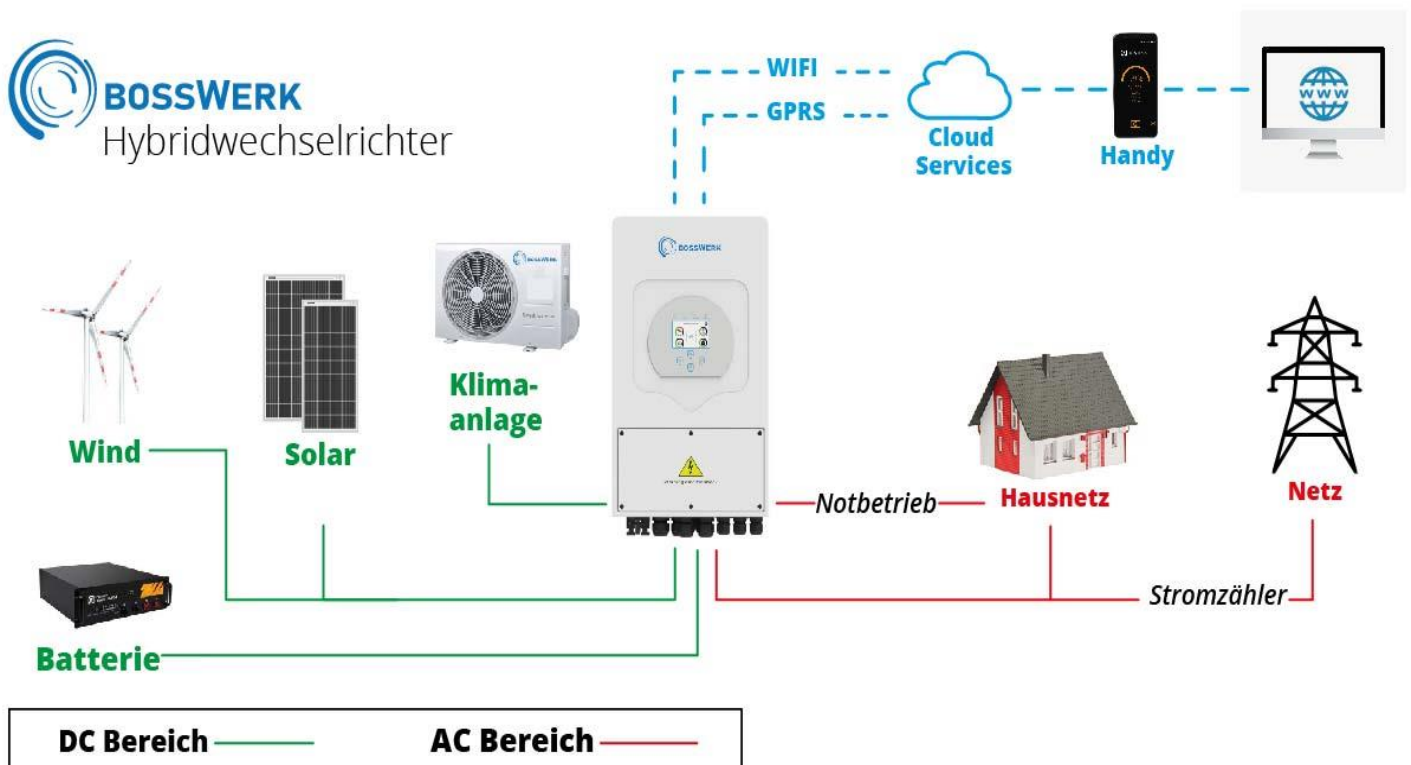 BOSSWERK
Hybridwechselrichter
WIFI
GPRS
Cloud
Services
Handy
www
BOSSWERK
BOSSWERK
Wind
Solar
Klima-
anlage
Notbetrieb
Hausnetz
Netz
Stromzähler
Batterie
DC Bereich
AC Bereich